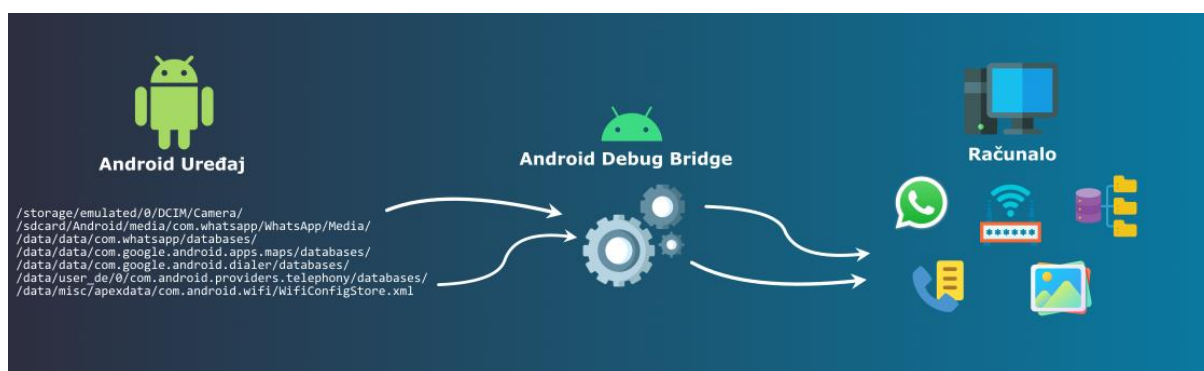 Android Uređaj
/storage/emulated/0/DCIM/Camera/
/sdcard/Android/media/com.whatsapp/WhatsApp/Media/
/data/data/com.whatsapp/databases/
/data/data/com.google.android.apps.maps/databases/
/data/data/com.google.android.dialer/databases/
/data/user_de/0/com.android.providers.telephony/databases/
/data/misc/apexdata/com.android.wifi/WifiConfigStore.xml
Android Debug Bridge
Računalo
******